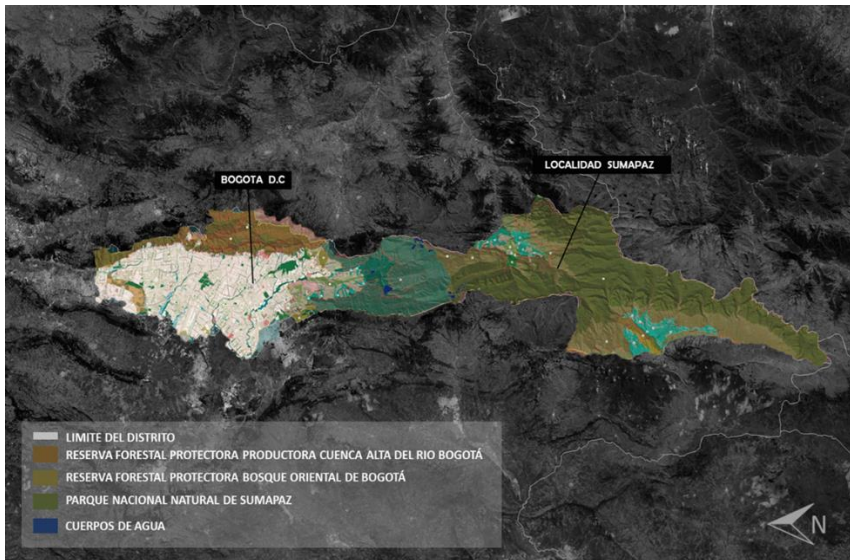 LOCALIDAD SUMAPAZ
BOGOTA D.C
LIMITE DEL DISTRITO
RESERVA FORESTAL PROTECTORA PRODUCTORA CUENCA ALTA DEL RIO BOGOTÁ
RESERVA FORESTAL PROTECTORA BOSQUE ORIENTAL DE BOGOTÁ
PARQUE NACIONAL NATURAL DE SUMAPAZ
CUERPOS DE AGUA
N